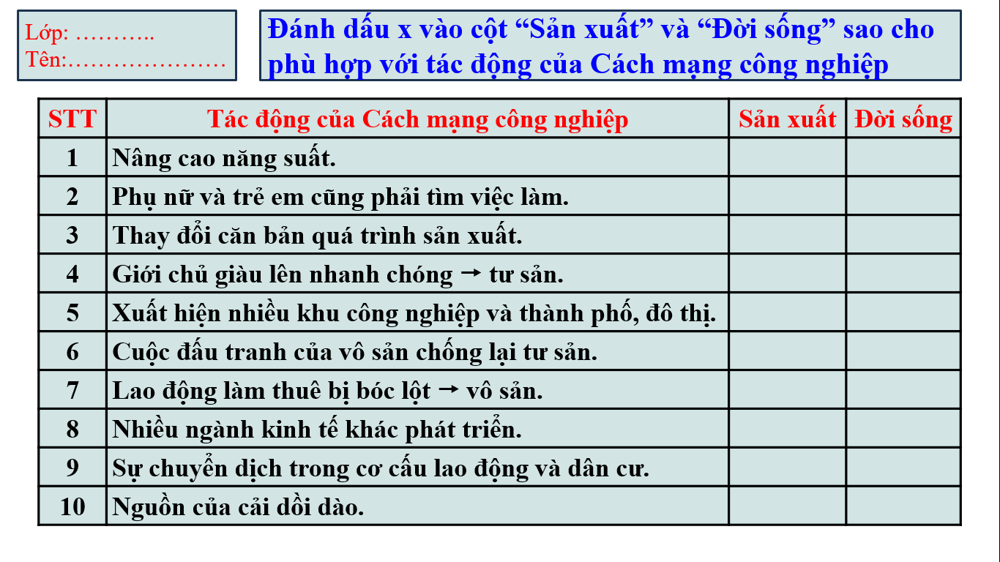 Lớp: ………..
Tên:…………………
Đánh dấu x vào cột “Sản xuất” và “Đời sống” sao cho
phù hợp với tác động của Cách mạng công nghiệp
STT Tác động của Cách mạng công nghiệp Sản xuất Đời sống
1 Nâng cao năng suất.
2 Phụ nữ và trẻ em cũng phải tìm việc làm.
3 Thay đổi căn bản quá trình sản xuất.
4 Giới chủ giàu lên nhanh chóng → tư sản.
5 Xuất hiện nhiều khu công nghiệp và thành phố, đô thị.
6 Cuộc đấu tranh của vô sản chống lại tư sản.
7 Lao động làm thuê bị bóc lột → vô sản.
8 Nhiều ngành kinh tế khác phát triển.
9 Sự chuyển dịch trong cơ cấu lao động và dân cư.
10 Nguồn của cải dồi dào.